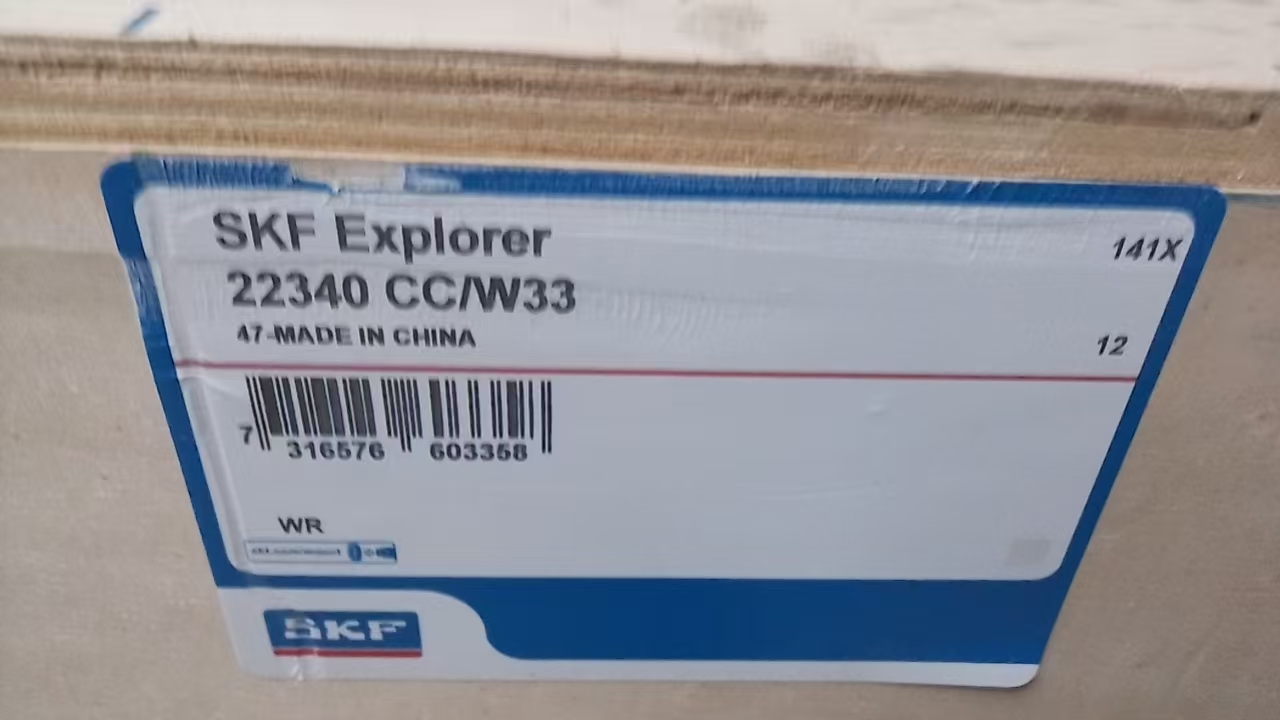 SKF Explorer
141X
22340 CC/W33
47-MADE IN CHINA
12
7 316576 603358
WR
SKF